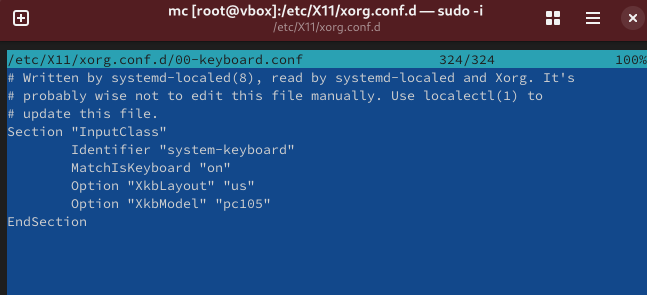 mc [root@vbox]:/etc/X11/xorg.conf.d — sudo -i
/etc/X11/xorg.conf.d
/etc/X11/xorg.conf.d/00-keyboard.conf 324/324 100%
# Written by systemd-localed(8), read by systemd-localed and Xorg. It's
# probably wise not to edit this file manually. Use localectl(1) to
# update this file.
Section "InputClass"
        Identifier "system-keyboard"
        MatchIsKeyboard "on"
        Option "XkbLayout" "us"
        Option "XkbModel" "pc105"
EndSection